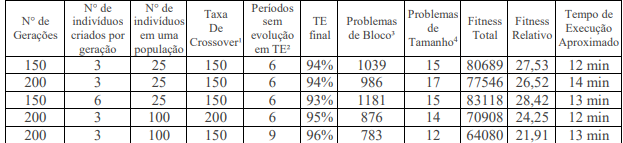 N° de Gerações | N° de indivíduos criados por geração | N° de indivíduos em uma população | Taxa De Crossover¹ | Períodos sem evolução em TE² | TE final | Problemas de Bloco³ | Problemas de Tamanho⁴ | Fitness Total | Fitness Relativo | Tempo de Execução Aproximado
150 | 3 | 25 | 150 | 6 | 94% | 1039 | 15 | 80689 | 27,53 | 12 min
200 | 3 | 25 | 150 | 6 | 94% | 986 | 17 | 77546 | 26,52 | 14 min
150 | 6 | 25 | 150 | 6 | 93% | 1181 | 15 | 83118 | 28,42 | 13 min
200 | 3 | 100 | 200 | 6 | 95% | 876 | 14 | 70908 | 24,25 | 12 min
200 | 3 | 100 | 150 | 9 | 96% | 783 | 12 | 64080 | 21,91 | 13 min